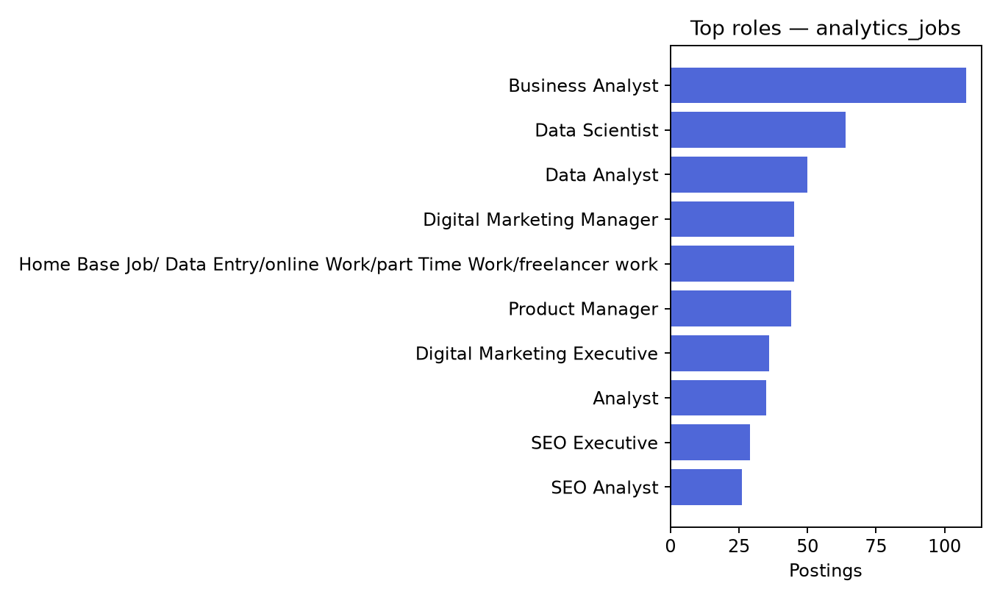 Top roles — analytics_jobs
Business Analyst
Data Scientist
Data Analyst
Digital Marketing Manager
Home Base Job/ Data Entry/online Work/part Time Work/freelancer work
Product Manager
Digital Marketing Executive
Analyst
SEO Executive
SEO Analyst
0 25 50 75 100
Postings